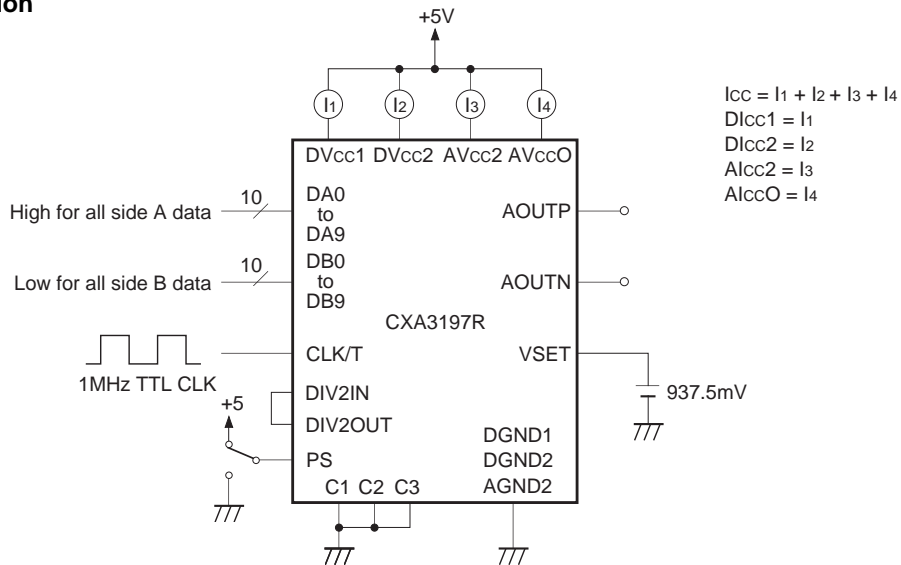 ion
+5V
I1 I2 I3 I4
ICC = I1 + I2 + I3 + I4
DICC1 = I1
DICC2 = I2
AICC2 = I3
AICCO = I4
DVCC1 DVCC2 AVCC2 AVCCO
High for all side A data
10
DA0
to
DA9
AOUTP
Low for all side B data
10
DB0
to
DB9
AOUTN
CXA3197R
1MHz TTL CLK
CLK/T
VSET
937.5mV
DIV2IN
DIV2OUT
+5
PS
DGND1
DGND2
AGND2
C1 C2 C3